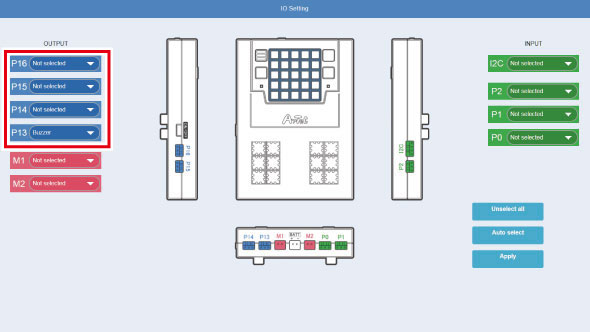 IO Setting
OUTPUT
INPUT
P16 Not selected
P15 Not selected
P14 Not selected
P13 Buzzer
M1 Not selected
M2 Not selected
I2C Not selected
P2 Not selected
P1 Not selected
P0 Not selected
Artec
P16
P15
I2C
P2
P14 P13 M1 BATT M2 P0 P1
Unselect all
Auto select
Apply